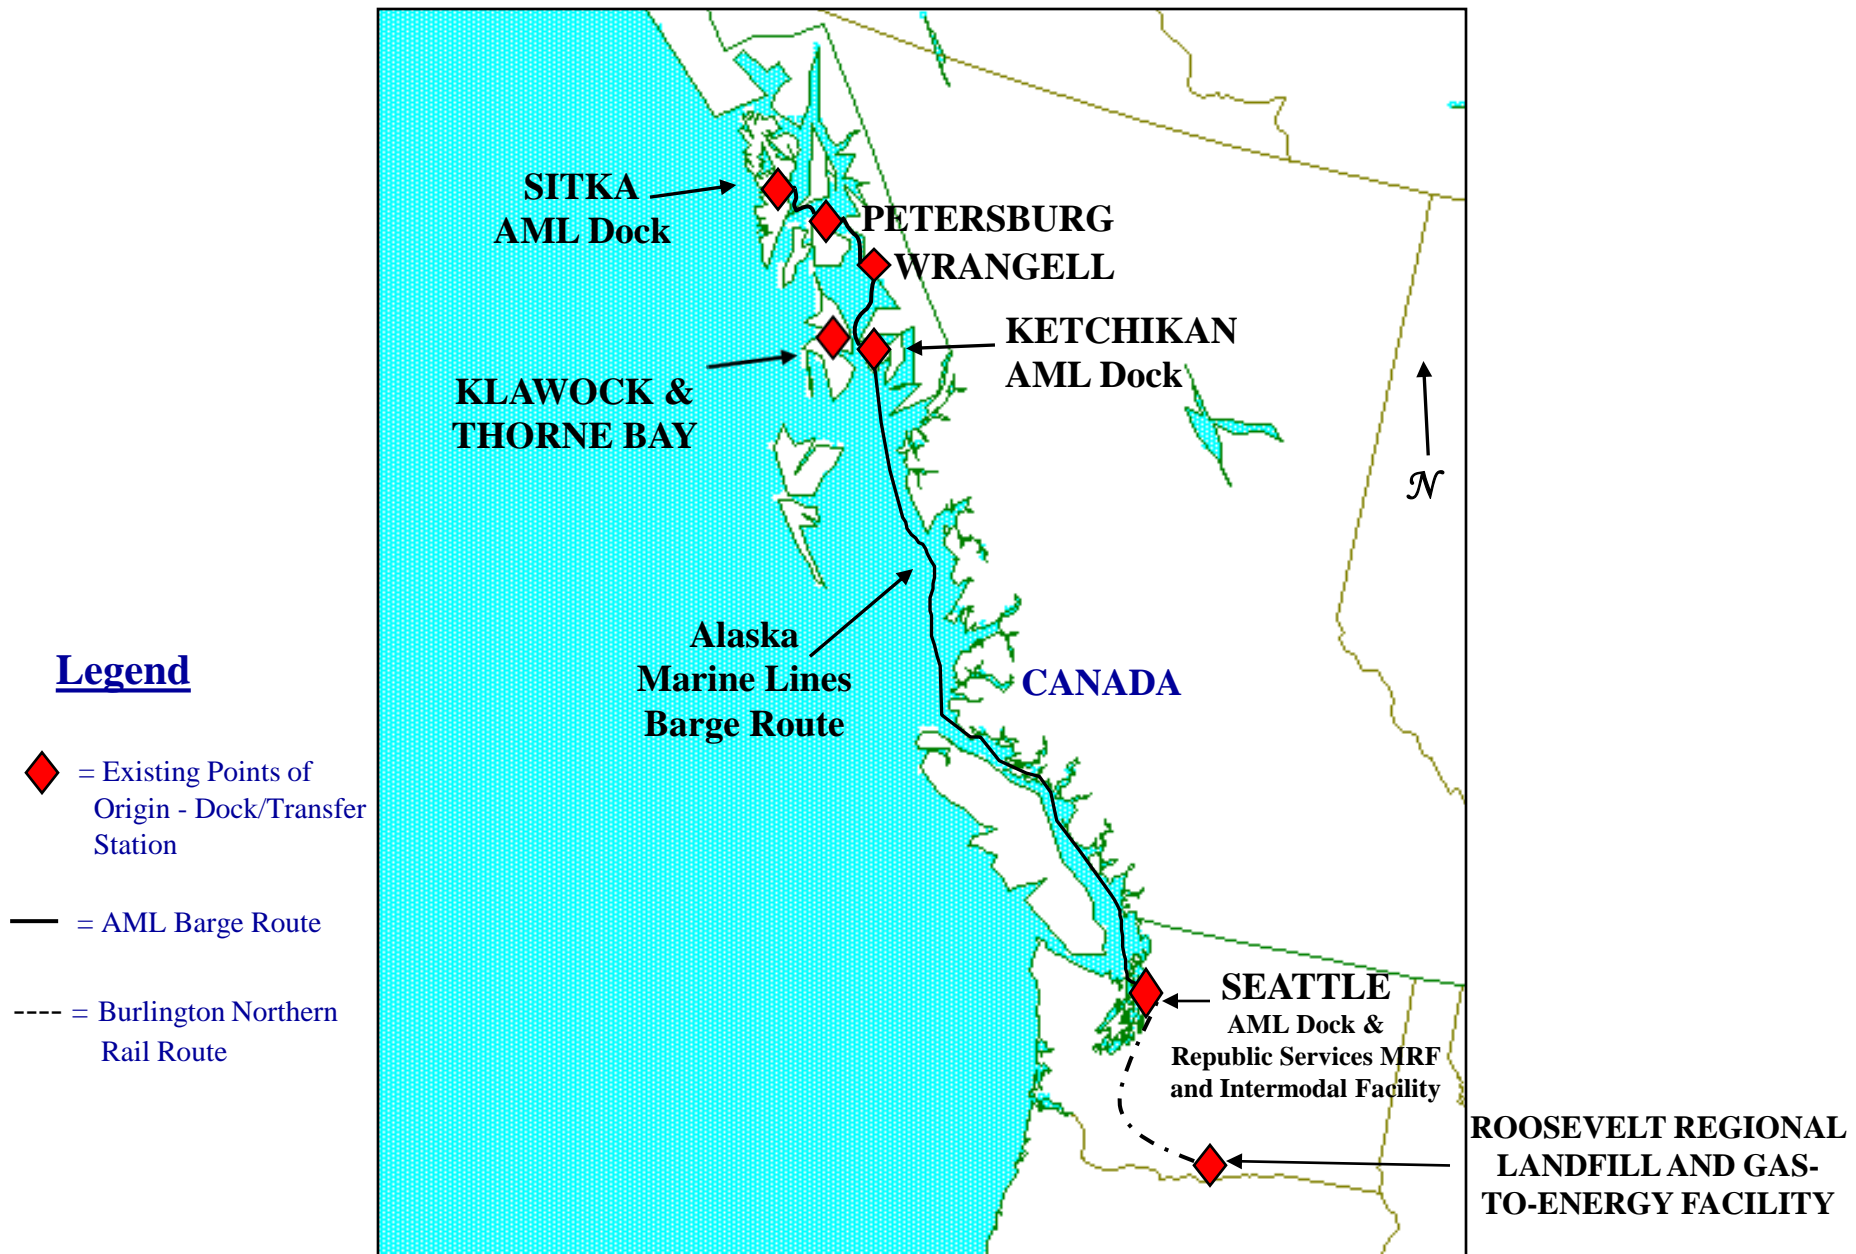 SITKA
AML Dock
PETERSBURG
WRANGELL
KETCHIKAN
AML Dock
KLAWOCK &
THORNE BAY
N
Alaska
Marine Lines
Barge Route
CANADA
Legend
= Existing Points of
Origin - Dock/Transfer
Station
= AML Barge Route
= Burlington Northern
Rail Route
SEATTLE
AML Dock &
Republic Services MRF
and Intermodal Facility
ROOSEVELT REGIONAL
LANDFILL AND GAS-
TO-ENERGY FACILITY